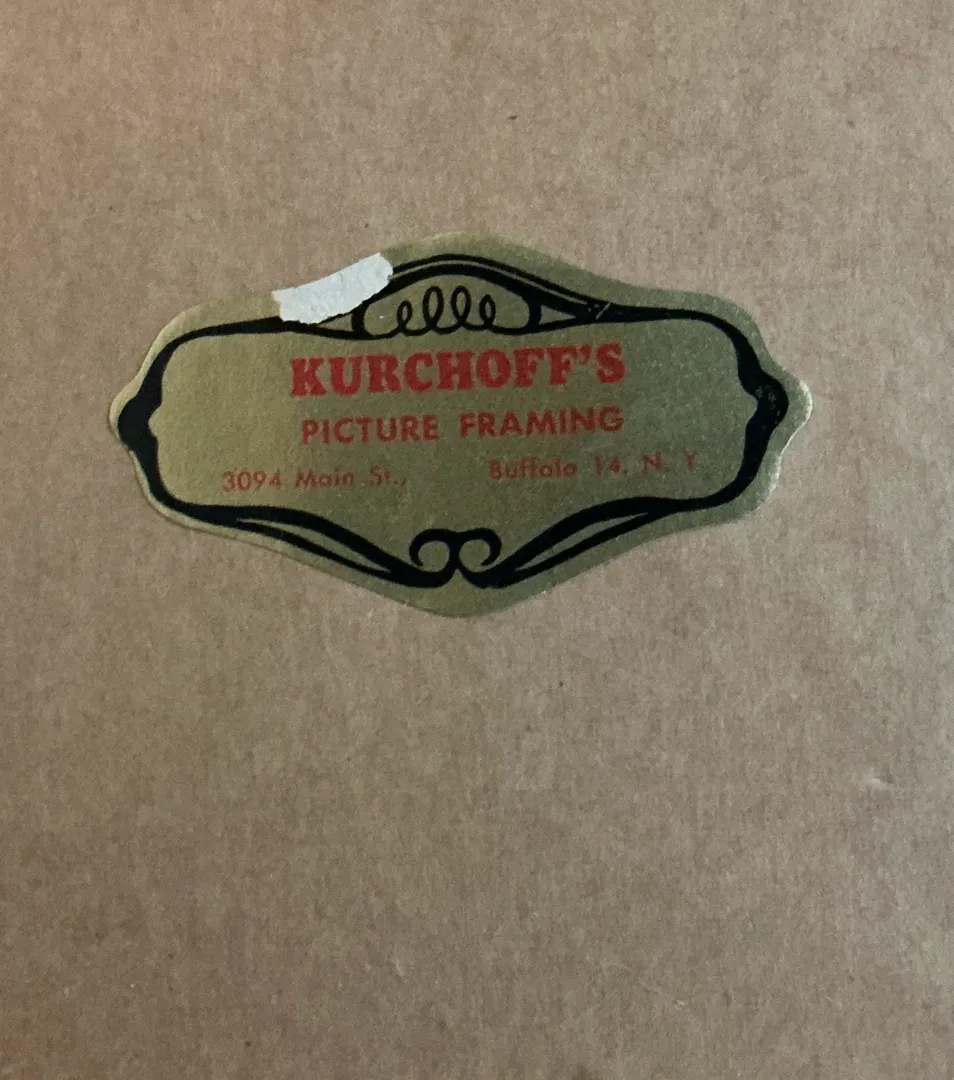 KURCHOFF'S
PICTURE FRAMING
3094 Main St., Buffalo 14, N. Y